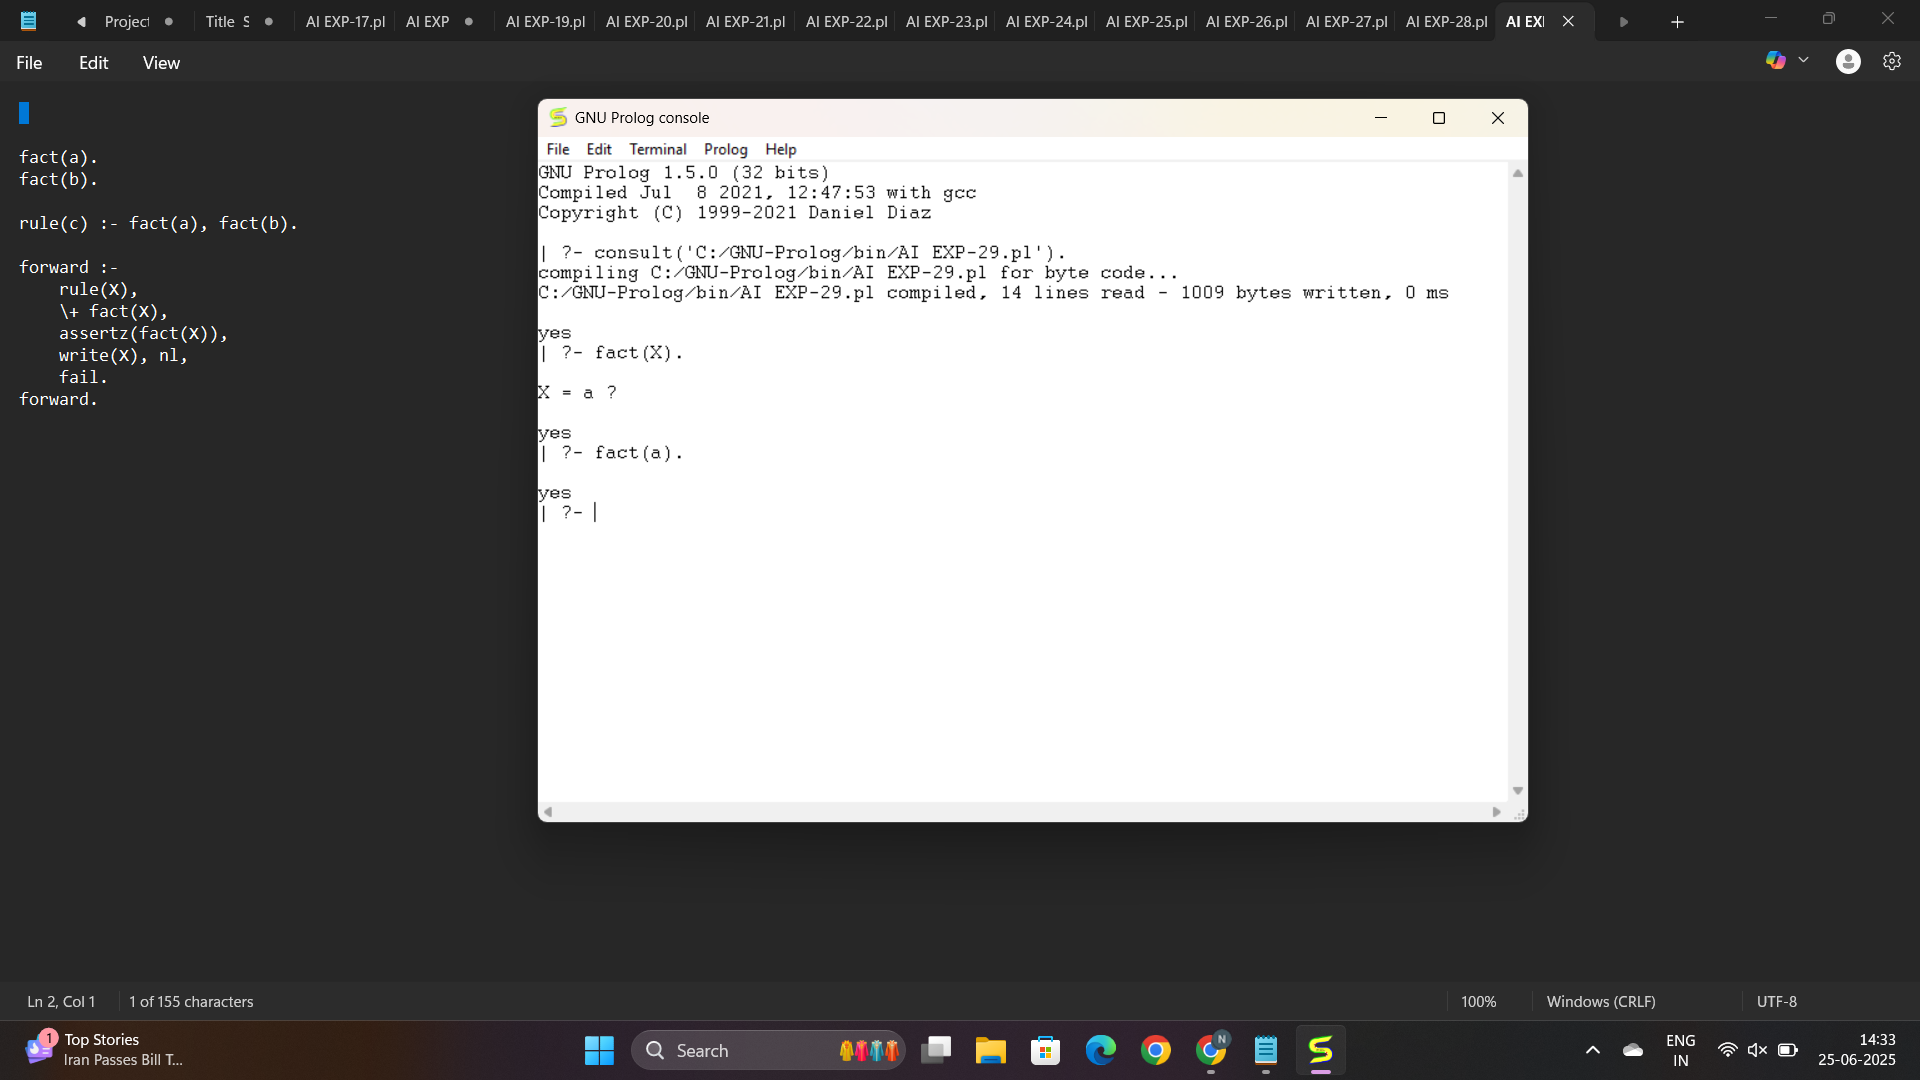 Project
Title S
AI EXP-17.pl
AI EXP
AI EXP-19.pl
AI EXP-20.pl
AI EXP-21.pl
AI EXP-22.pl
AI EXP-23.pl
AI EXP-24.pl
AI EXP-25.pl
AI EXP-26.pl
AI EXP-27.pl
AI EXP-28.pl
AI EX
File Edit View
fact(a).
fact(b).
rule(c) :- fact(a), fact(b).
forward :-
rule(X),
\+ fact(X),
assertz(fact(X)),
write(X), nl,
fail.
forward.
GNU Prolog console
File Edit Terminal Prolog Help
GNU Prolog 1.5.0 (32 bits)
Compiled Jul  8 2021, 12:47:53 with gcc
Copyright (C) 1999-2021 Daniel Diaz
| ?- consult('C:/GNU-Prolog/bin/AI EXP-29.pl').
compiling C:/GNU-Prolog/bin/AI EXP-29.pl for byte code...
C:/GNU-Prolog/bin/AI EXP-29.pl compiled, 14 lines read - 1009 bytes written, 0 ms
yes
| ?- fact(X).
X = a ?
yes
| ?- fact(a).
yes
| ?-
Ln 2, Col 1
1 of 155 characters
100%
Windows (CRLF)
UTF-8
1
Top Stories
Iran Passes Bill T...
Search
N
ENG
IN
14:33
25-06-2025